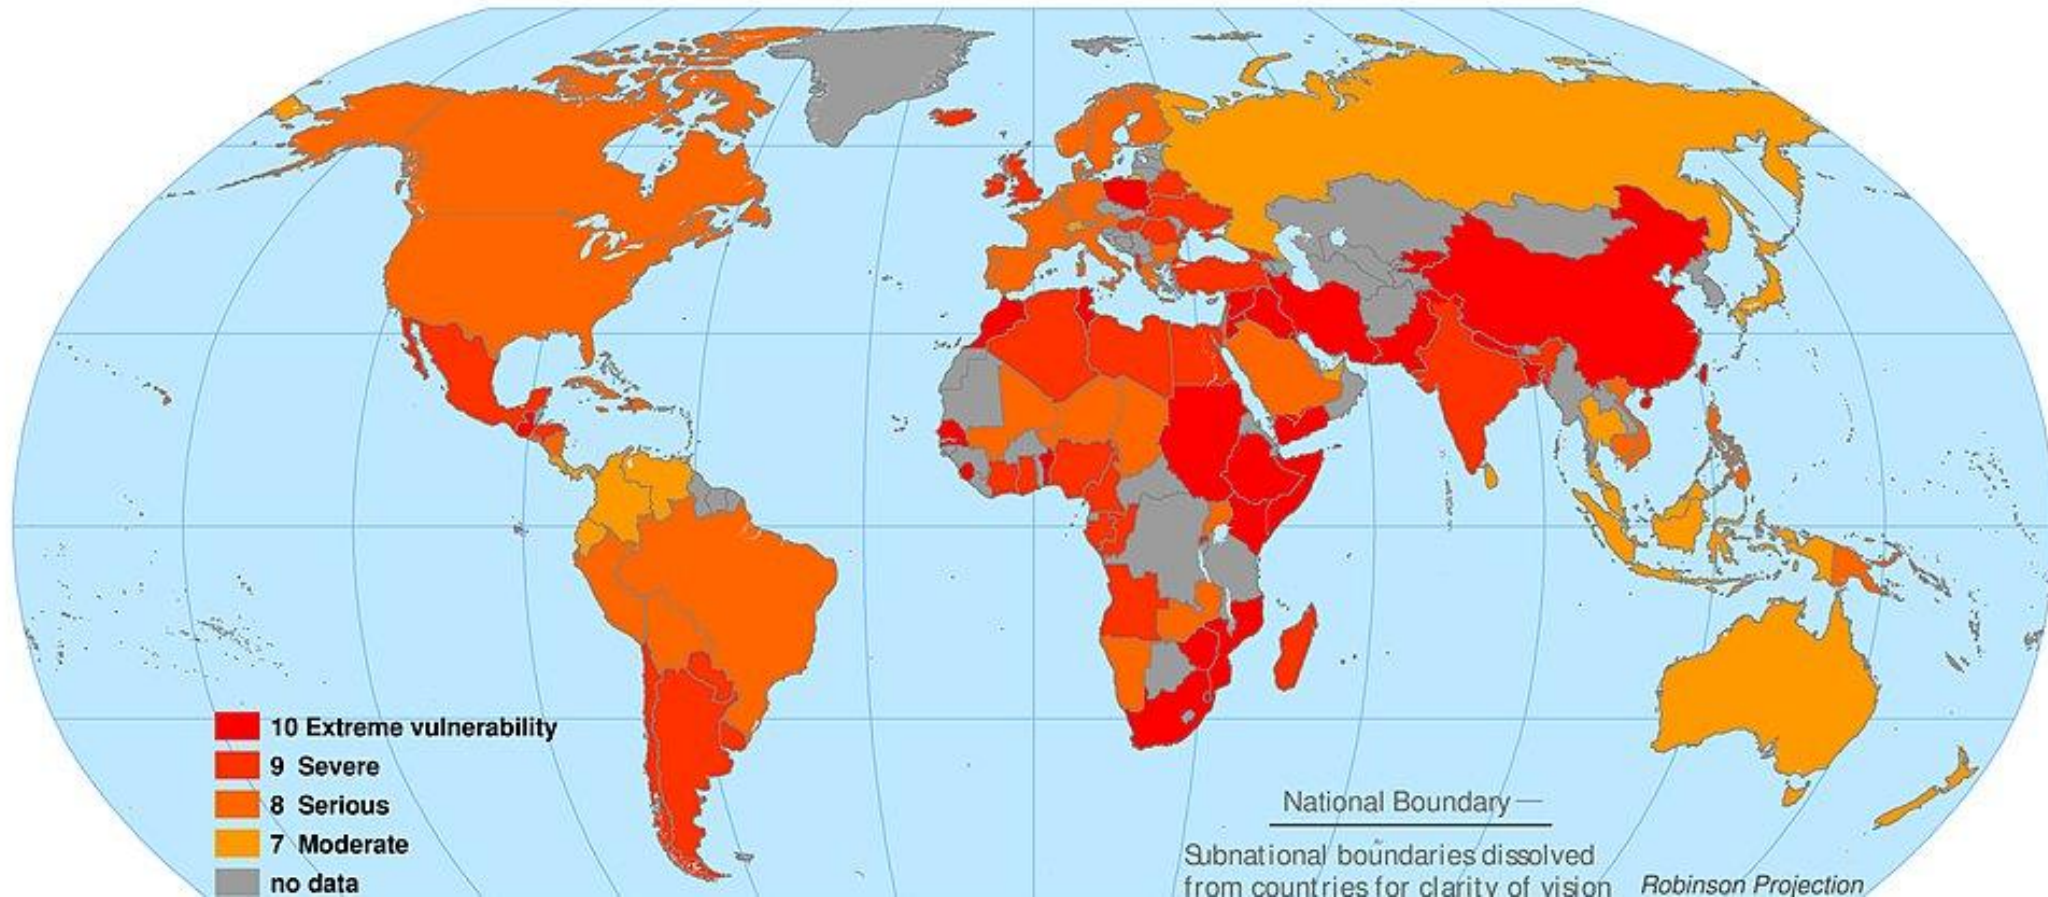 10 Extreme vulnerability
9 Severe
8 Serious
7 Moderate
no data
National Boundary
Subnational boundaries dissolved
from countries for clarity of vision
Robinson Projection